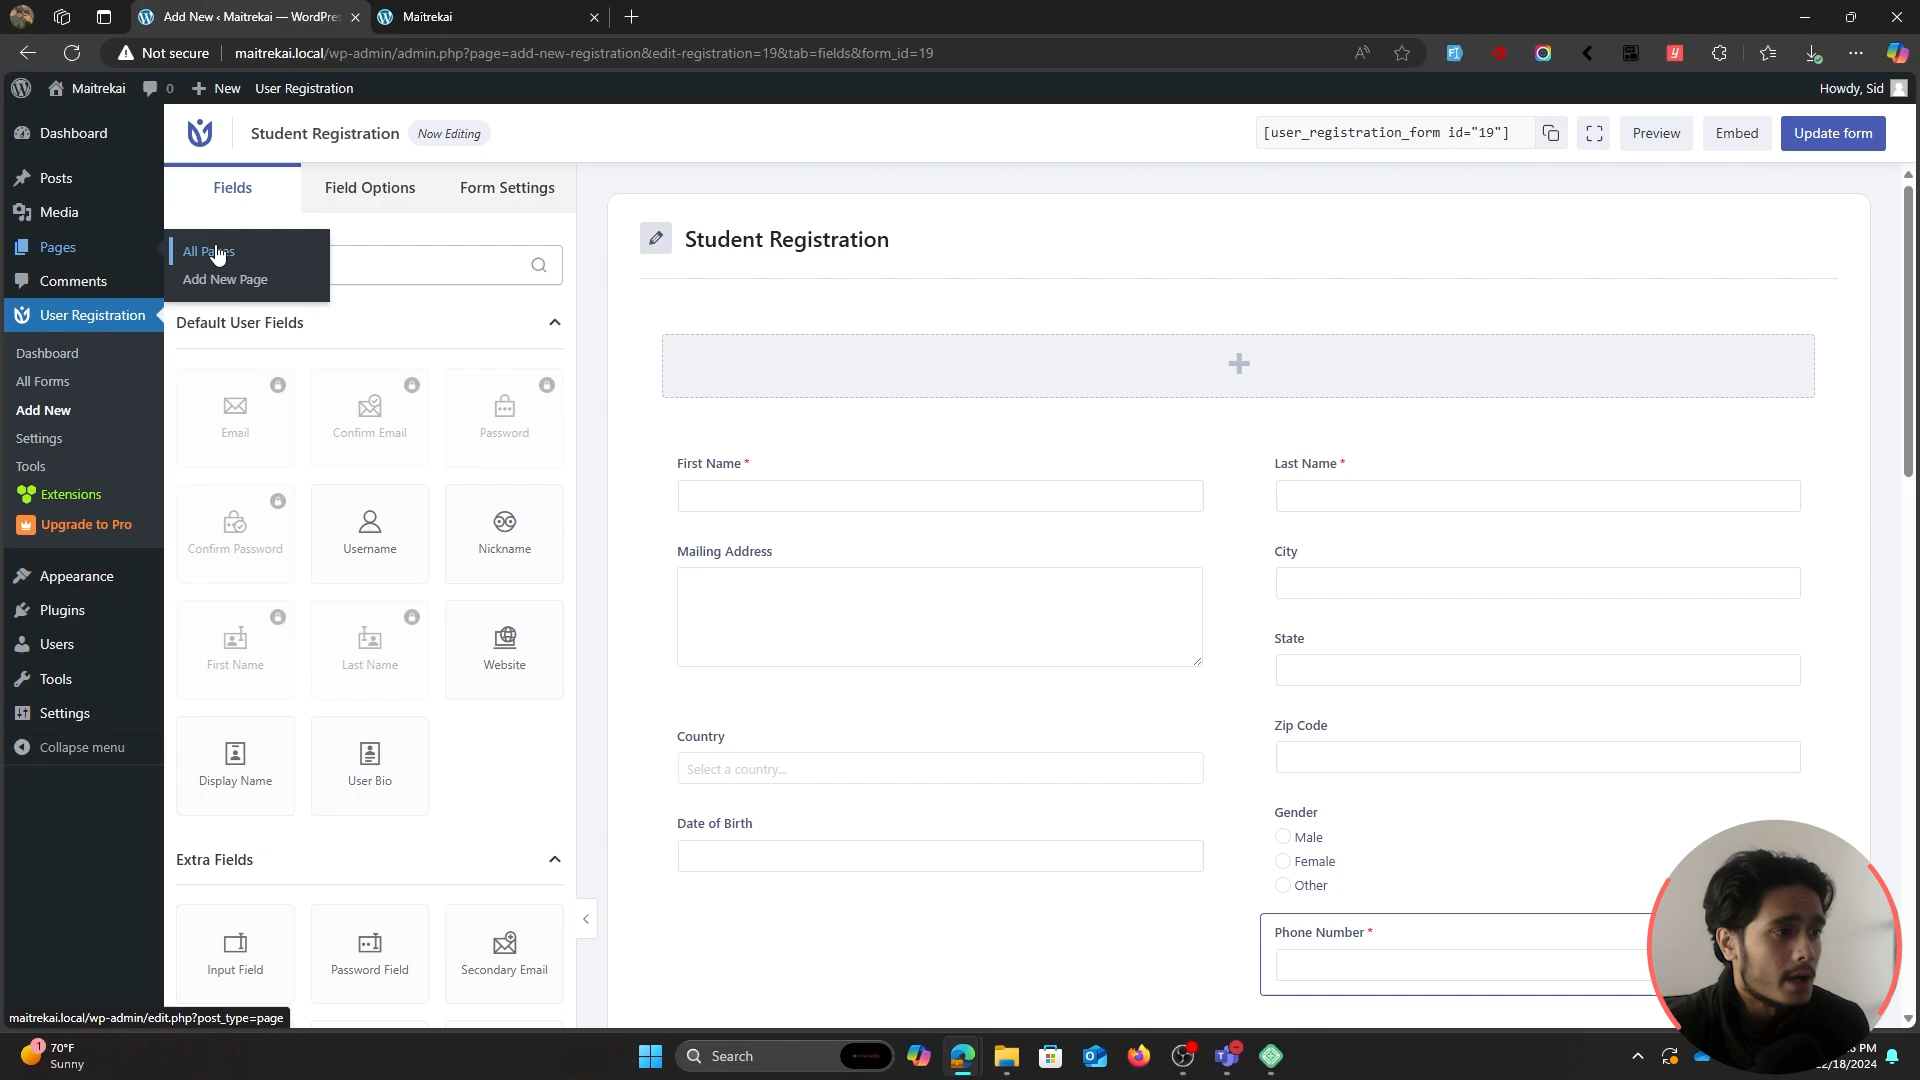 Add New ‹ Maitrekai — WordPres
Maitrekai
Not secure
maitrekai.local/wp-admin/admin.php?page=add-new-registration&edit-registration=19&tab=fields&form_id=19
Maitrekai
0
New
User Registration
Howdy, Sid
Dashboard
Posts
Media
Pages
Comments
User Registration
Dashboard
All Forms
Add New
Settings
Tools
Extensions
Upgrade to Pro
Appearance
Plugins
Users
Tools
Settings
Collapse menu
All Pages
Add New Page
Student Registration
Now Editing
[user_registration_form id="19"]
Preview
Embed
Update form
Fields
Field Options
Form Settings
Default User Fields
Email
Confirm Email
Password
Confirm Password
Username
Nickname
First Name
Last Name
Website
Display Name
User Bio
Extra Fields
Input Field
Password Field
Secondary Email
Student Registration
First Name *
Last Name *
Mailing Address
City
State
Country
Select a country...
Zip Code
Date of Birth
Gender
Male
Female
Other
Phone Number *
maitrekai.local/wp-admin/edit.php?post_type=page
1
70°F
Sunny
Search
PM
12/18/2024